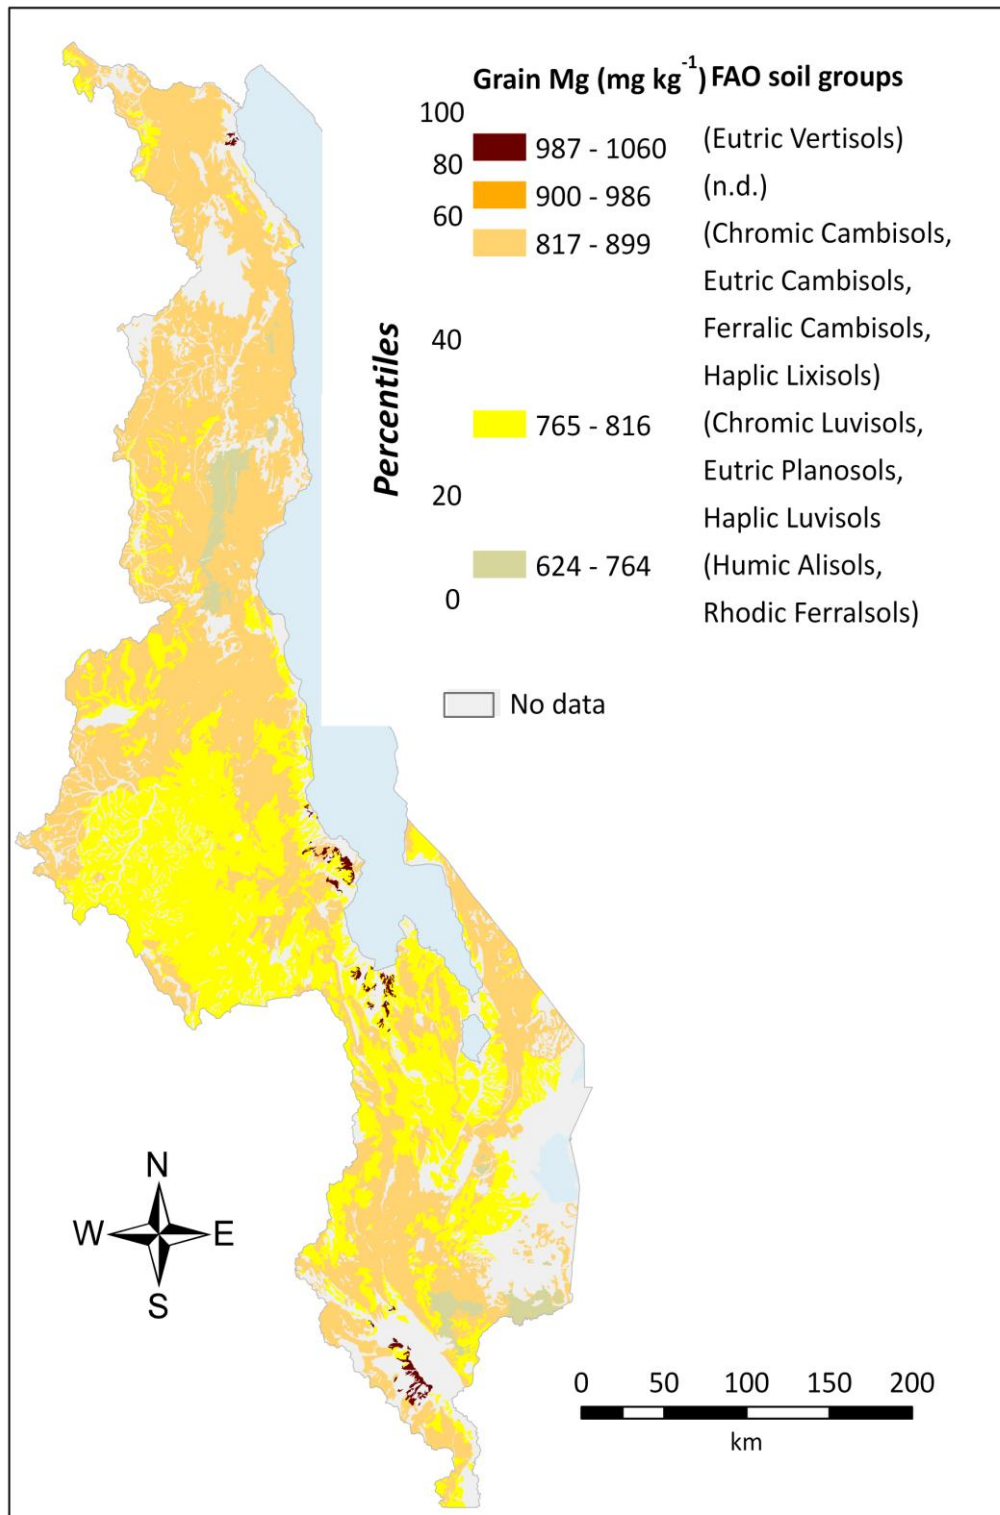 Grain Mg (mg kg-1) FAO soil groups
100
987 - 1060 (Eutric Vertisols)
80
900 - 986 (n.d.)
60
817 - 899 (Chromic Cambisols,
Eutric Cambisols,
Ferralic Cambisols,
40
Haplic Lixisols)
Percentiles
765 - 816 (Chromic Luvisols,
Eutric Planosols,
20
Haplic Luvisols
624 - 764 (Humic Alisols,
0
Rhodic Ferralsols)
No data
N
W E
S
0 50 100 150 200
km